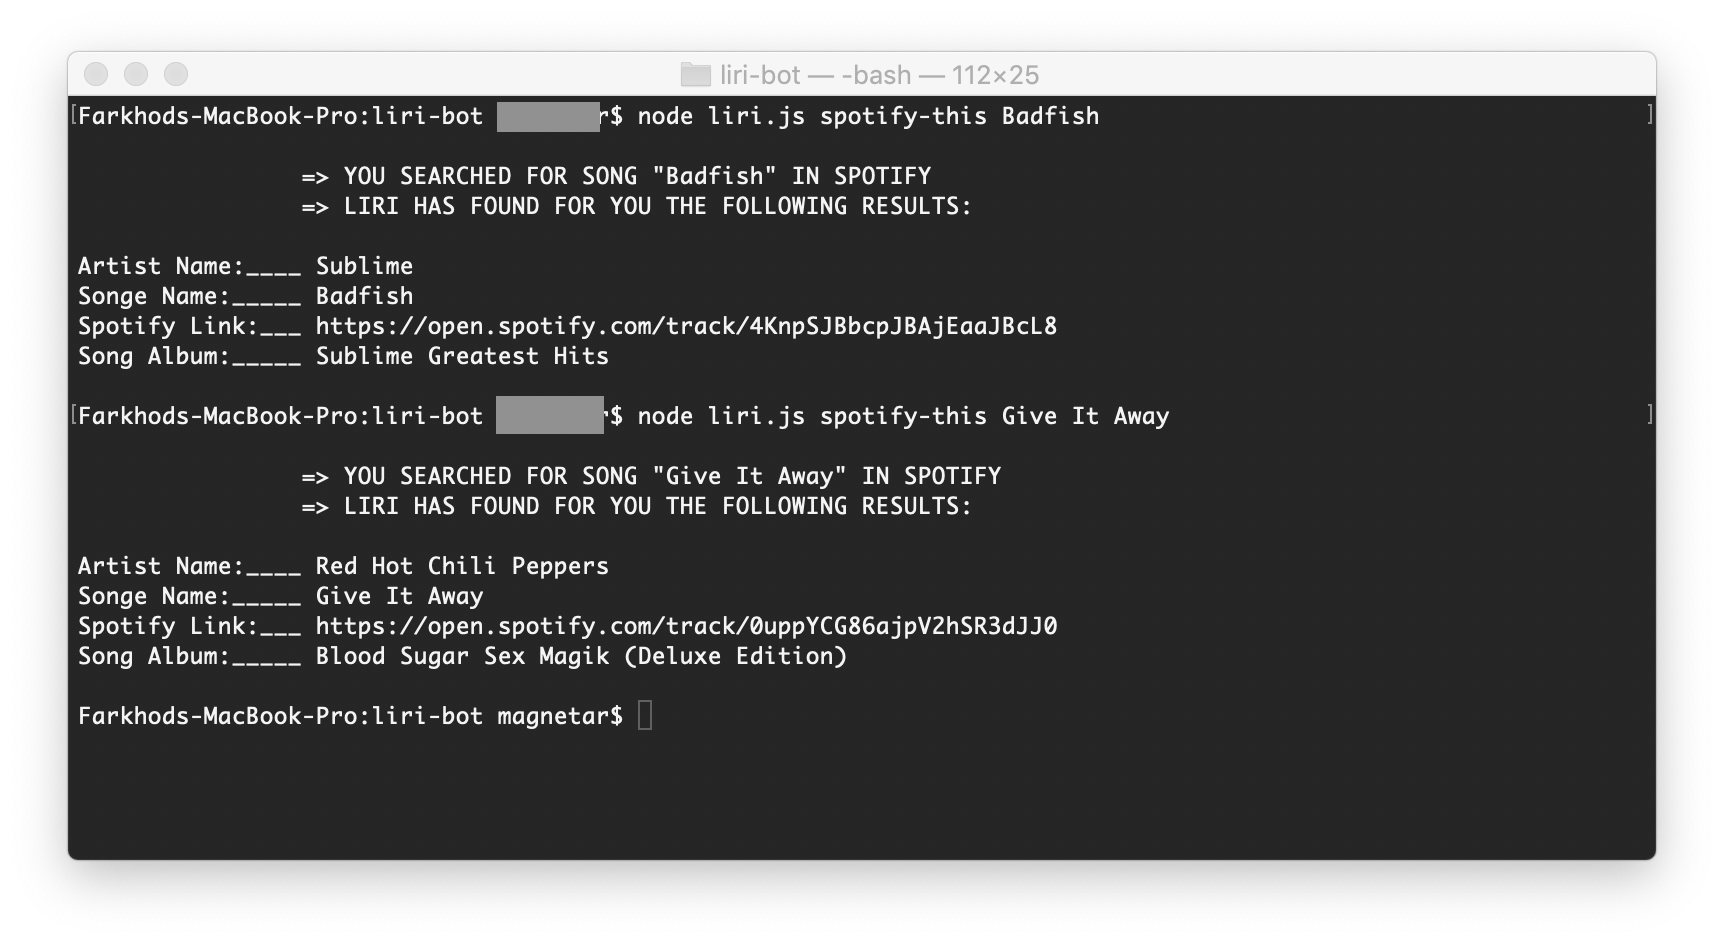 liri-bot — -bash — 112×25
[Farkhods-MacBook-Pro:liri-bot r$ node liri.js spotify-this Badfish ]
=> YOU SEARCHED FOR SONG "Badfish" IN SPOTIFY
=> LIRI HAS FOUND FOR YOU THE FOLLOWING RESULTS:
Artist Name:____ Sublime
Songe Name:_____ Badfish
Spotify Link:___ https://open.spotify.com/track/4KnpSJBbcpJBAjEaaJBcL8
Song Album:_____ Sublime Greatest Hits
[Farkhods-MacBook-Pro:liri-bot $ node liri.js spotify-this Give It Away ]
=> YOU SEARCHED FOR SONG "Give It Away" IN SPOTIFY
=> LIRI HAS FOUND FOR YOU THE FOLLOWING RESULTS:
Artist Name:____ Red Hot Chili Peppers
Songe Name:_____ Give It Away
Spotify Link:___ https://open.spotify.com/track/0uppYCG86ajpV2hSR3dJJ0
Song Album:_____ Blood Sugar Sex Magik (Deluxe Edition)
Farkhods-MacBook-Pro:liri-bot magnetar$